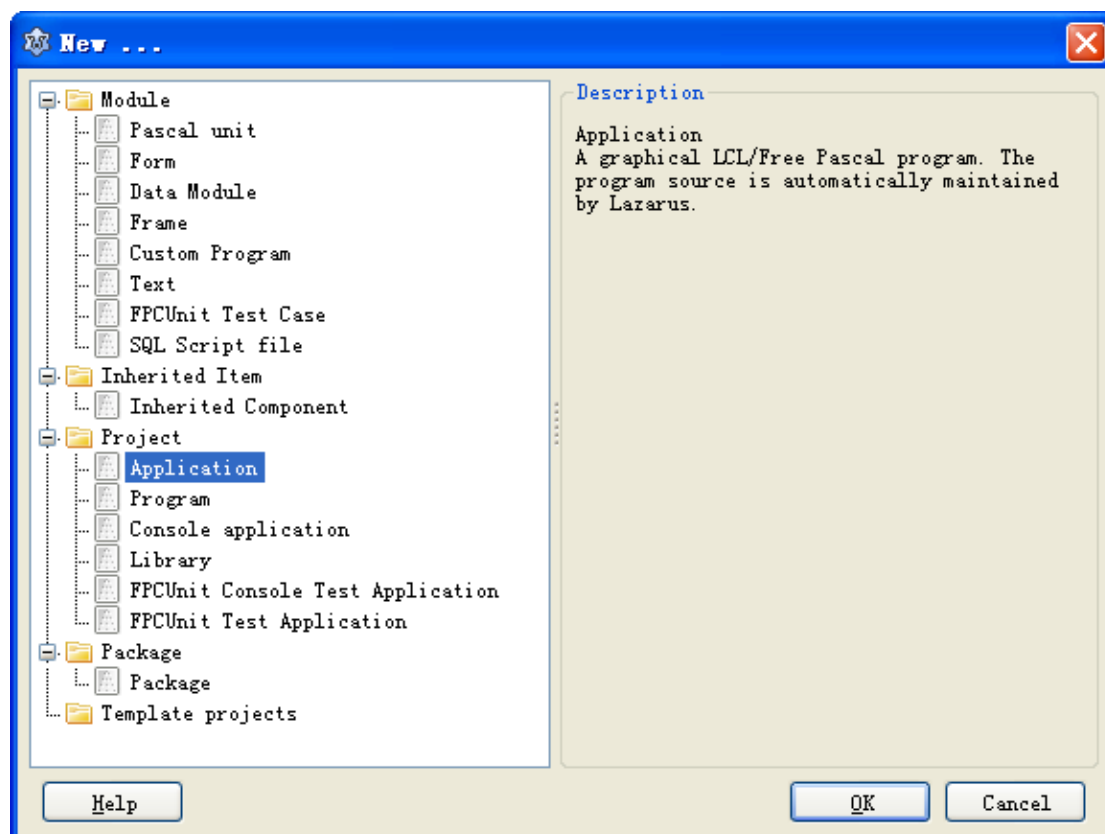 New ...
Module
Pascal unit
Form
Data Module
Frame
Custom Program
Text
FPCUnit Test Case
SQL Script file
Inherited Item
Inherited Component
Project
Application
Program
Console application
Library
FPCUnit Console Test Application
FPCUnit Test Application
Package
Package
Template projects
Description
Application
A graphical LCL/Free Pascal program. The
program source is automatically maintained
by Lazarus.
Help
OK
Cancel